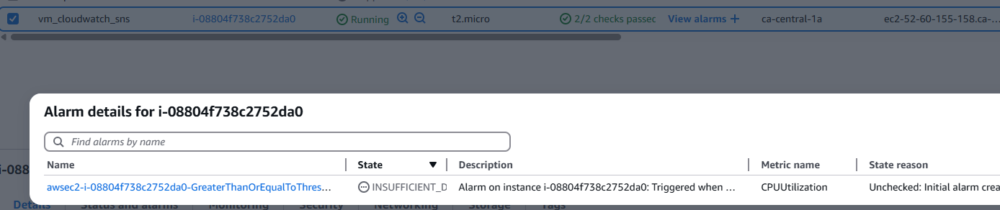 vm_cloudwatch_sns i-08804f738c2752da0 Running t2.micro 2/2 checks passec View alarms + ca-central-1a ec2-52-60-155-158.ca-...
Alarm details for i-08804f738c2752da0
Find alarms by name
Name State Description Metric name State reason
i-088
awsec2-i-08804f738c2752da0-GreaterThanOrEqualToThres... INSUFFICIENT_D Alarm on instance i-08804f738c2752da0: Triggered when ... CPUUtilization Unchecked: Initial alarm crea
Details Status and alarms Monitoring Security Networking Storage Tags